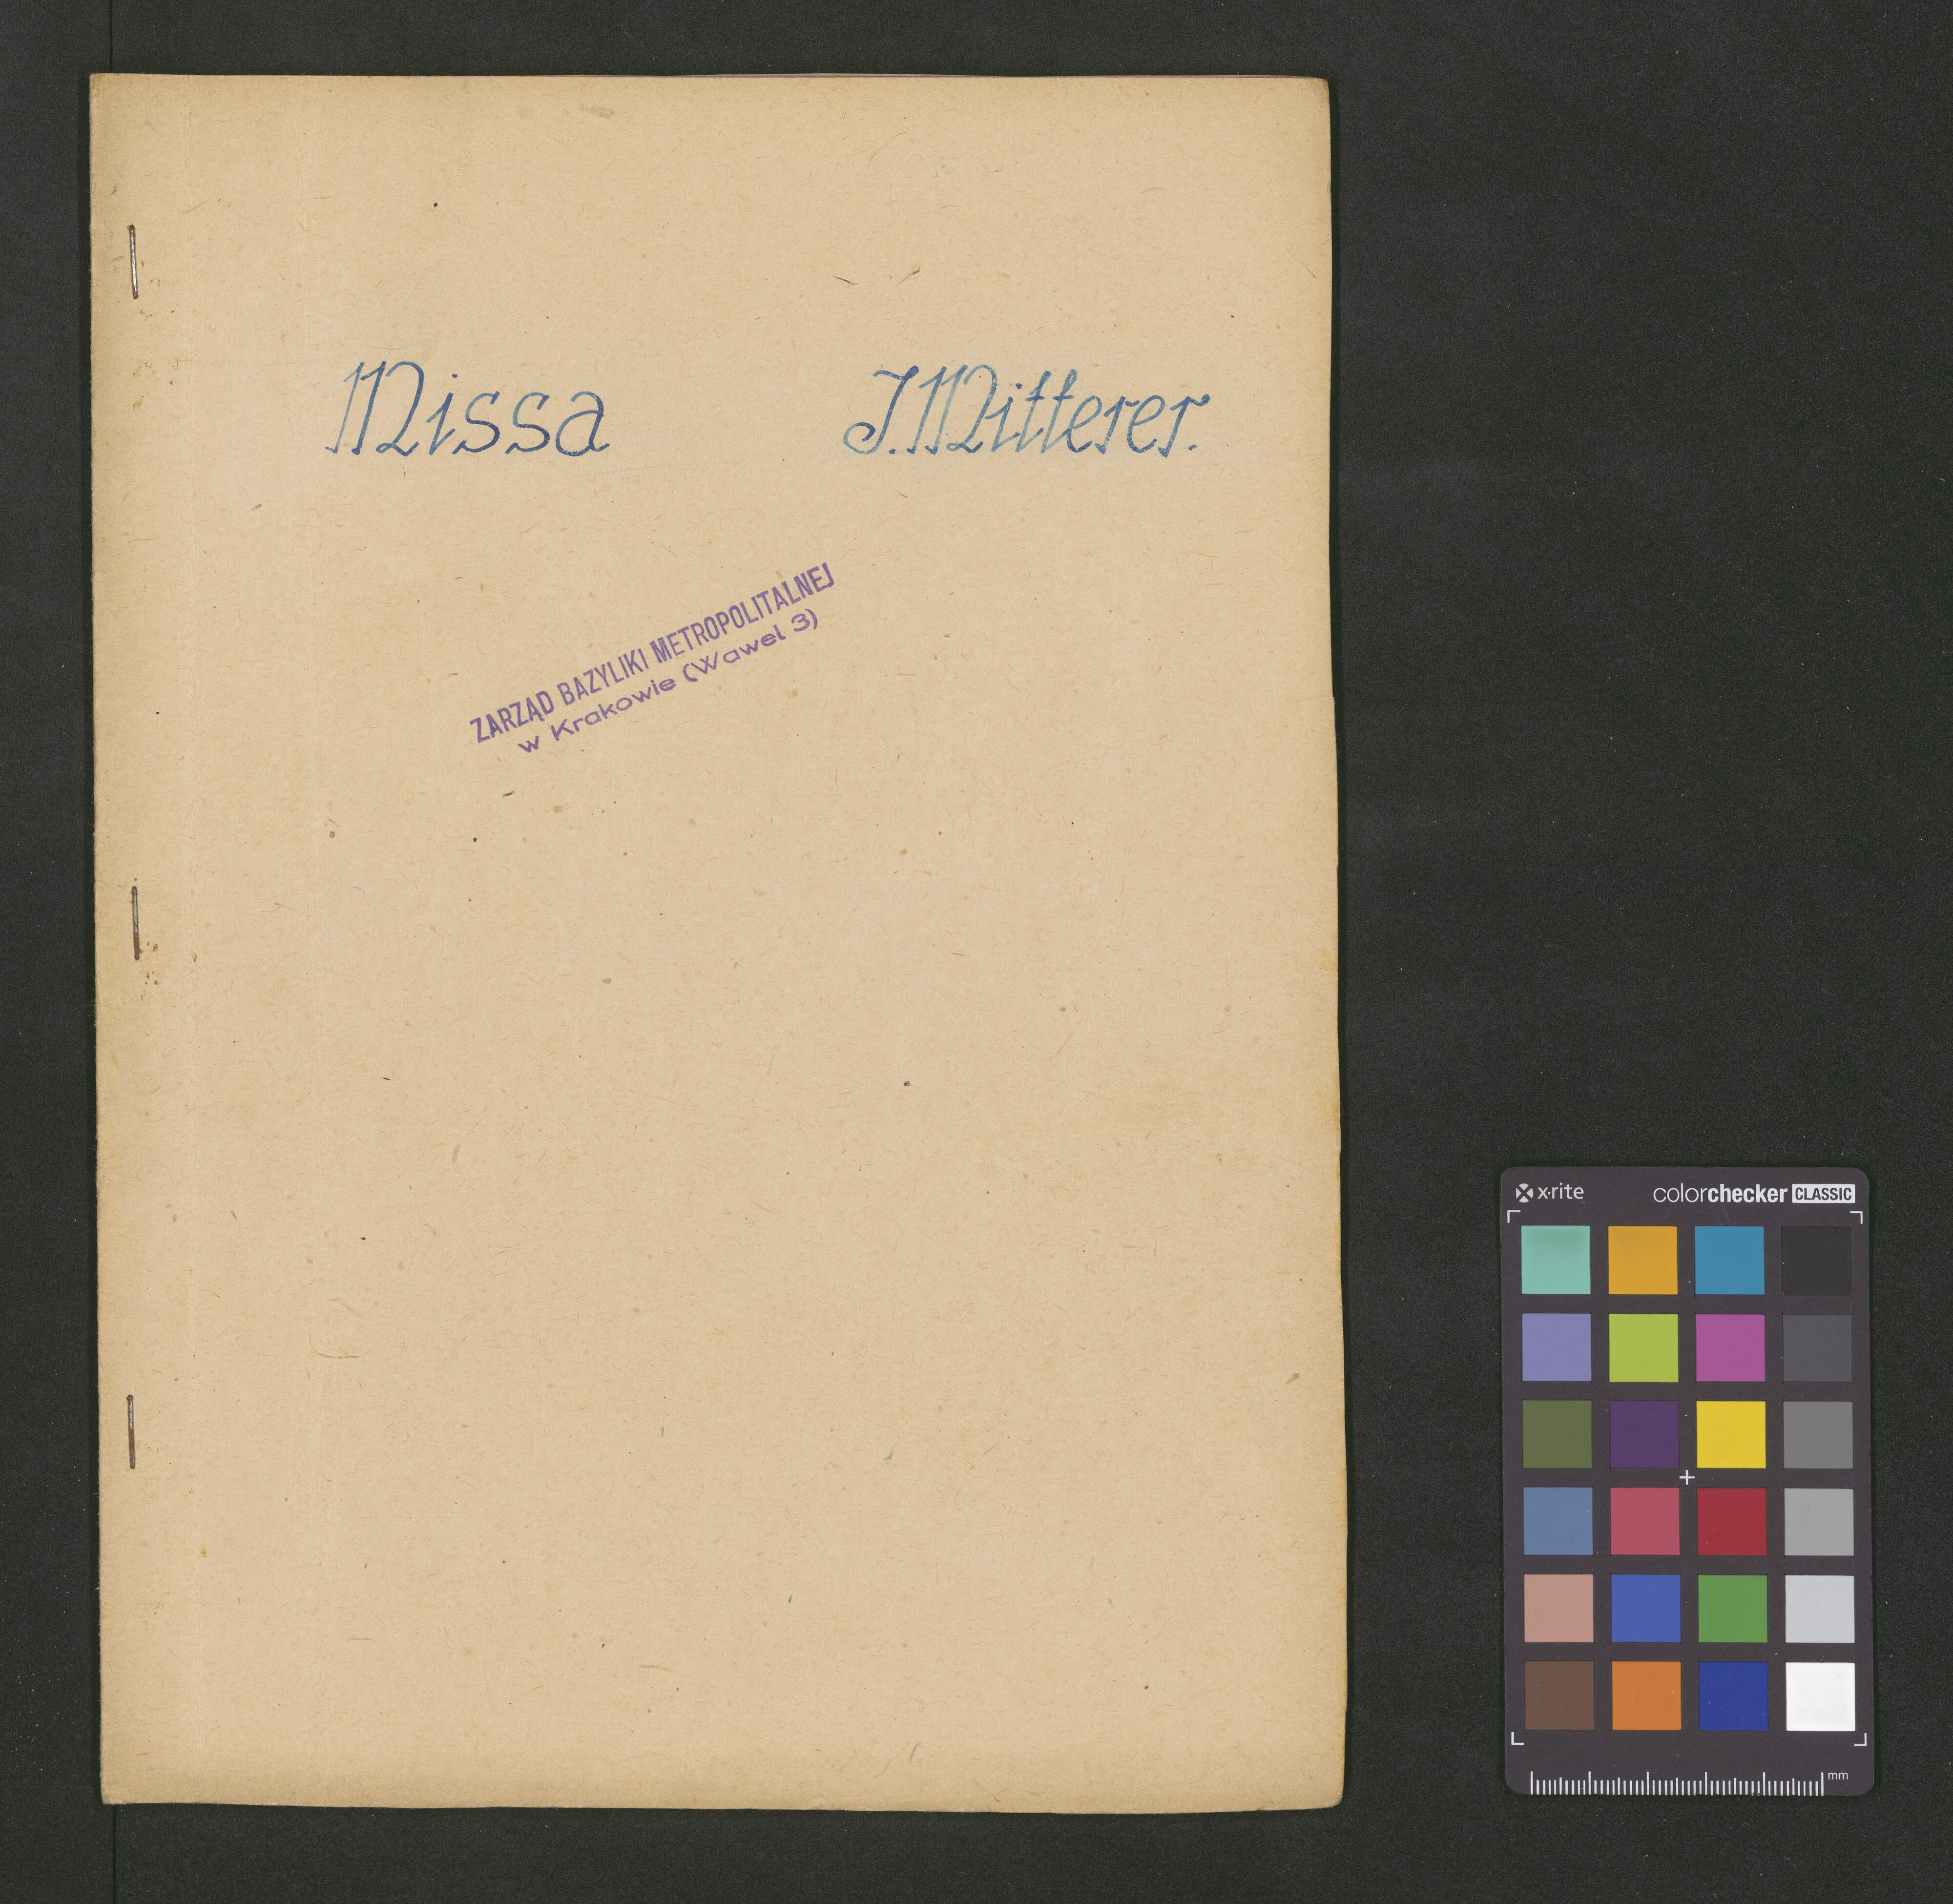 Missa J. Mitterer.
ZARZĄD BAZYLIKI METROPOLITALNEJ
w Krakowie (Wawel 3)
x·rite colorchecker CLASSIC
mm